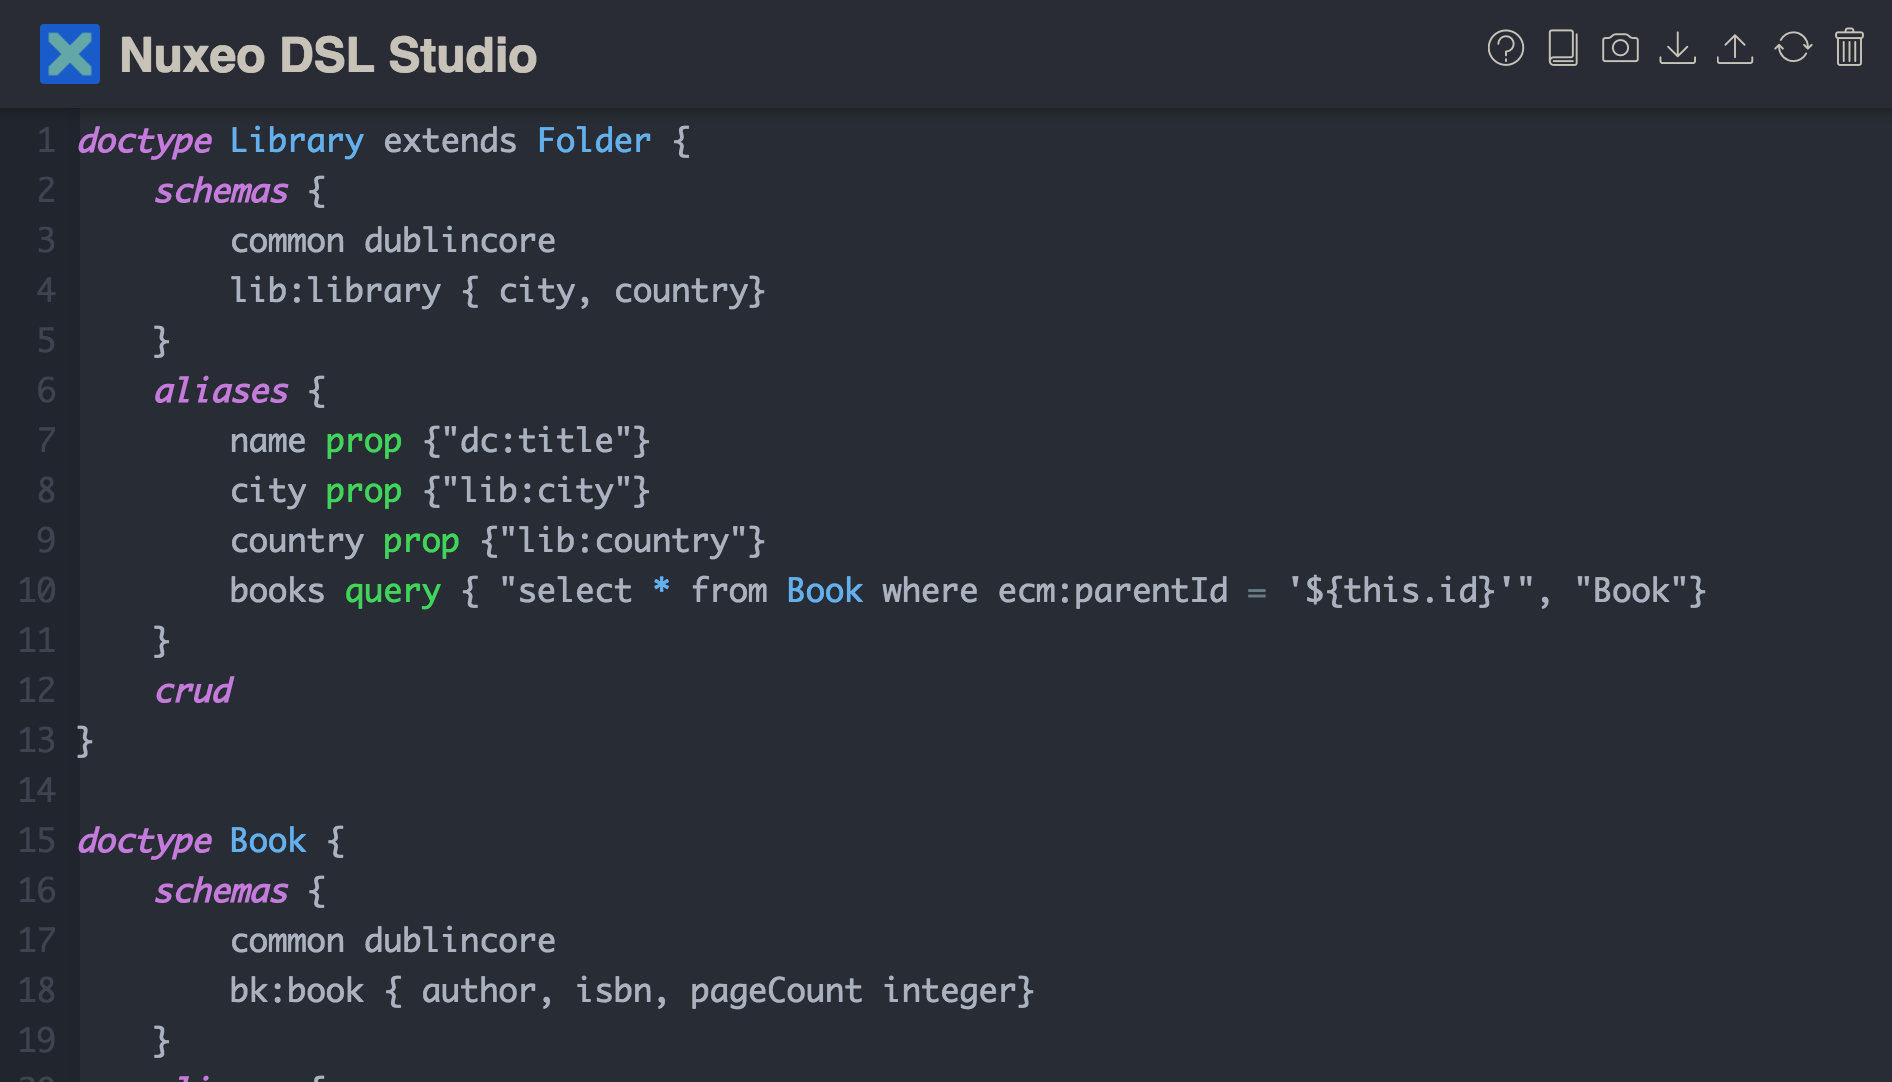 Nuxeo DSL Studio
1 doctype Library extends Folder {
2     schemas {
3         common dublincore
4         lib:library { city, country}
5     }
6     aliases {
7         name prop {"dc:title"}
8         city prop {"lib:city"}
9         country prop {"lib:country"}
10         books query { "select * from Book where ecm:parentId = '${this.id}'", "Book"}
11     }
12     crud
13 }
14
15 doctype Book {
16     schemas {
17         common dublincore
18         bk:book { author, isbn, pageCount integer}
19     }